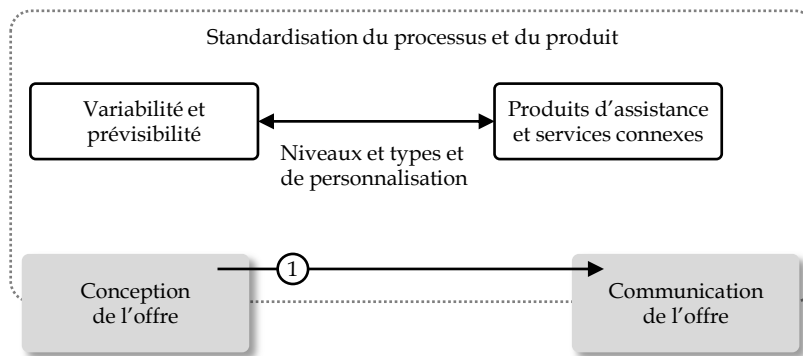 Standardisation du processus et du produit
Variabilité et
prévisibilité
Produits d’assistance
et services connexes
Niveaux et types et
de personnalisation
1
Conception
de l’offre
Communication
de l’offre